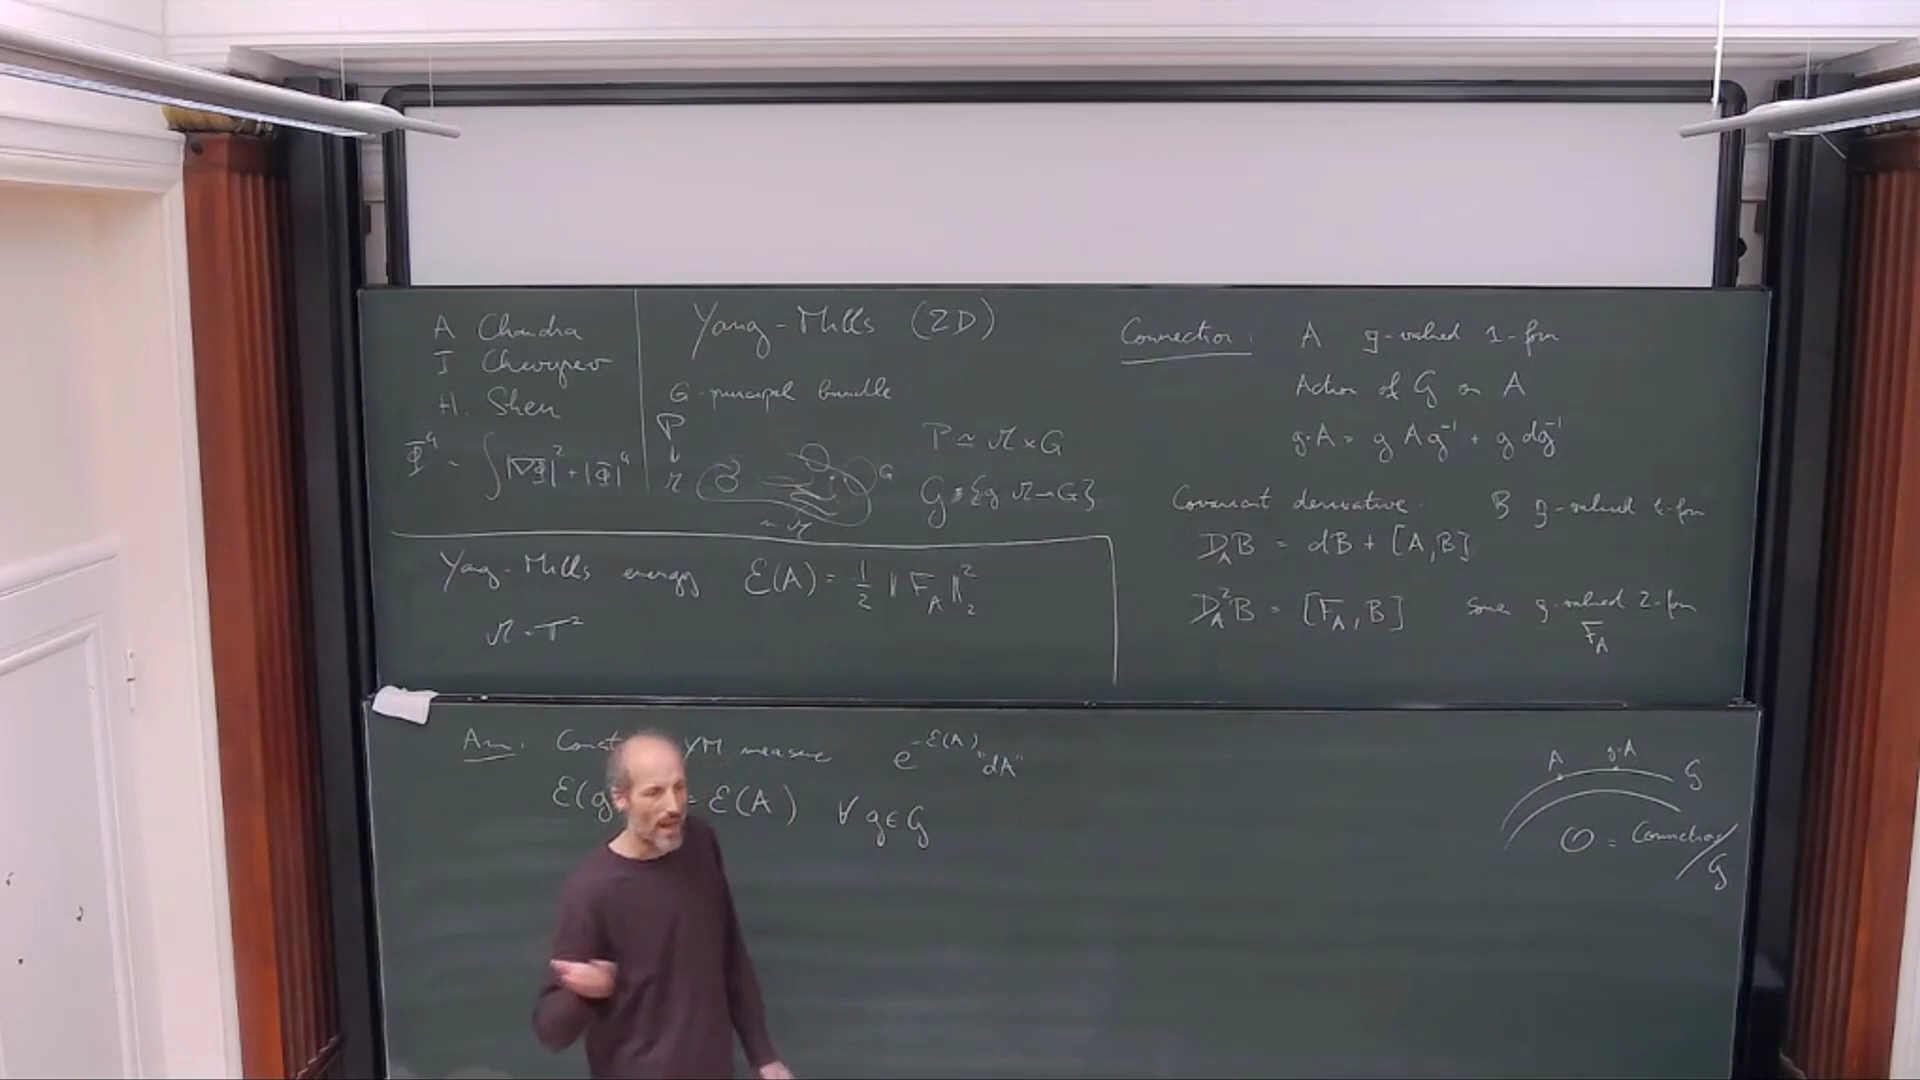 A Chandra
I Chevyrev
H. Shen
Φ⁴ ~ ∫|∇Φ|² + |Φ|⁴
Yang-Mills (2D)
G-principal bundle
P
↓
M
G
P ≃ M × G
G = {g M → G}
~ M
Yang-Mills energy ℰ(A) = 1/2 ‖F_A‖₂²
M = T²
Connection: A g-valued 1-form
Action of G on A
g·A = g A g⁻¹ + g dg⁻¹
Covariant derivative. B g-valued k-form
D_A B = dB + [A, B]
D_A² B = [F_A, B] some g-valued 2-form
F_A
Aim: YM measure e^{-ℰ(A)} "dA"
ℰ(g = ℰ(A) ∀ g ∈ G
A g·A G
O = Connections/G